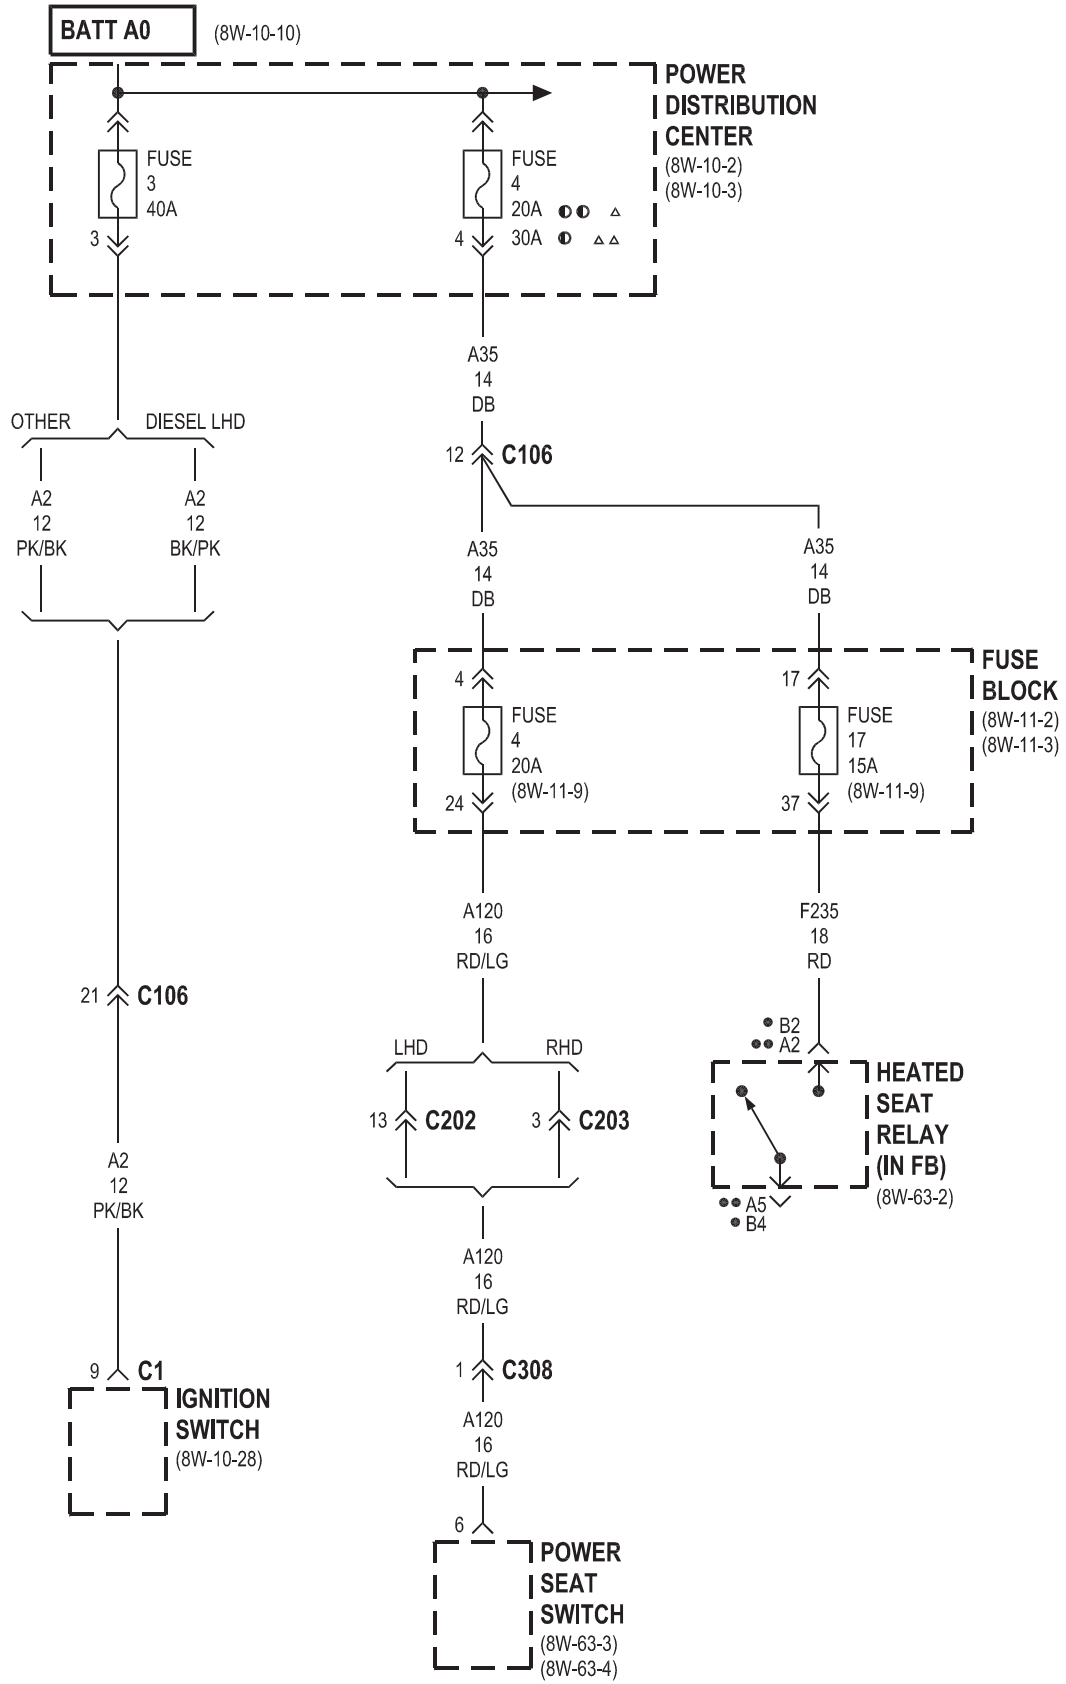 BATT A0
(8W-10-10)
POWER
DISTRIBUTION
CENTER
(8W-10-2)
(8W-10-3)
FUSE
3
40A
3
FUSE
4
20A
30A
4
A35
14
DB
OTHER
DIESEL LHD
12
C106
A2
12
PK/BK
A2
12
BK/PK
A35
14
DB
A35
14
DB
FUSE
BLOCK
(8W-11-2)
(8W-11-3)
4
FUSE
4
20A
(8W-11-9)
24
17
FUSE
17
15A
(8W-11-9)
37
A120
16
RD/LG
F235
18
RD
21
C106
LHD
RHD
13
C202
3
C203
B2
A2
HEATED
SEAT
RELAY
(IN FB)
(8W-63-2)
A5
B4
A2
12
PK/BK
A120
16
RD/LG
9
C1
IGNITION
SWITCH
(8W-10-28)
1
C308
A120
16
RD/LG
6
POWER
SEAT
SWITCH
(8W-63-3)
(8W-63-4)